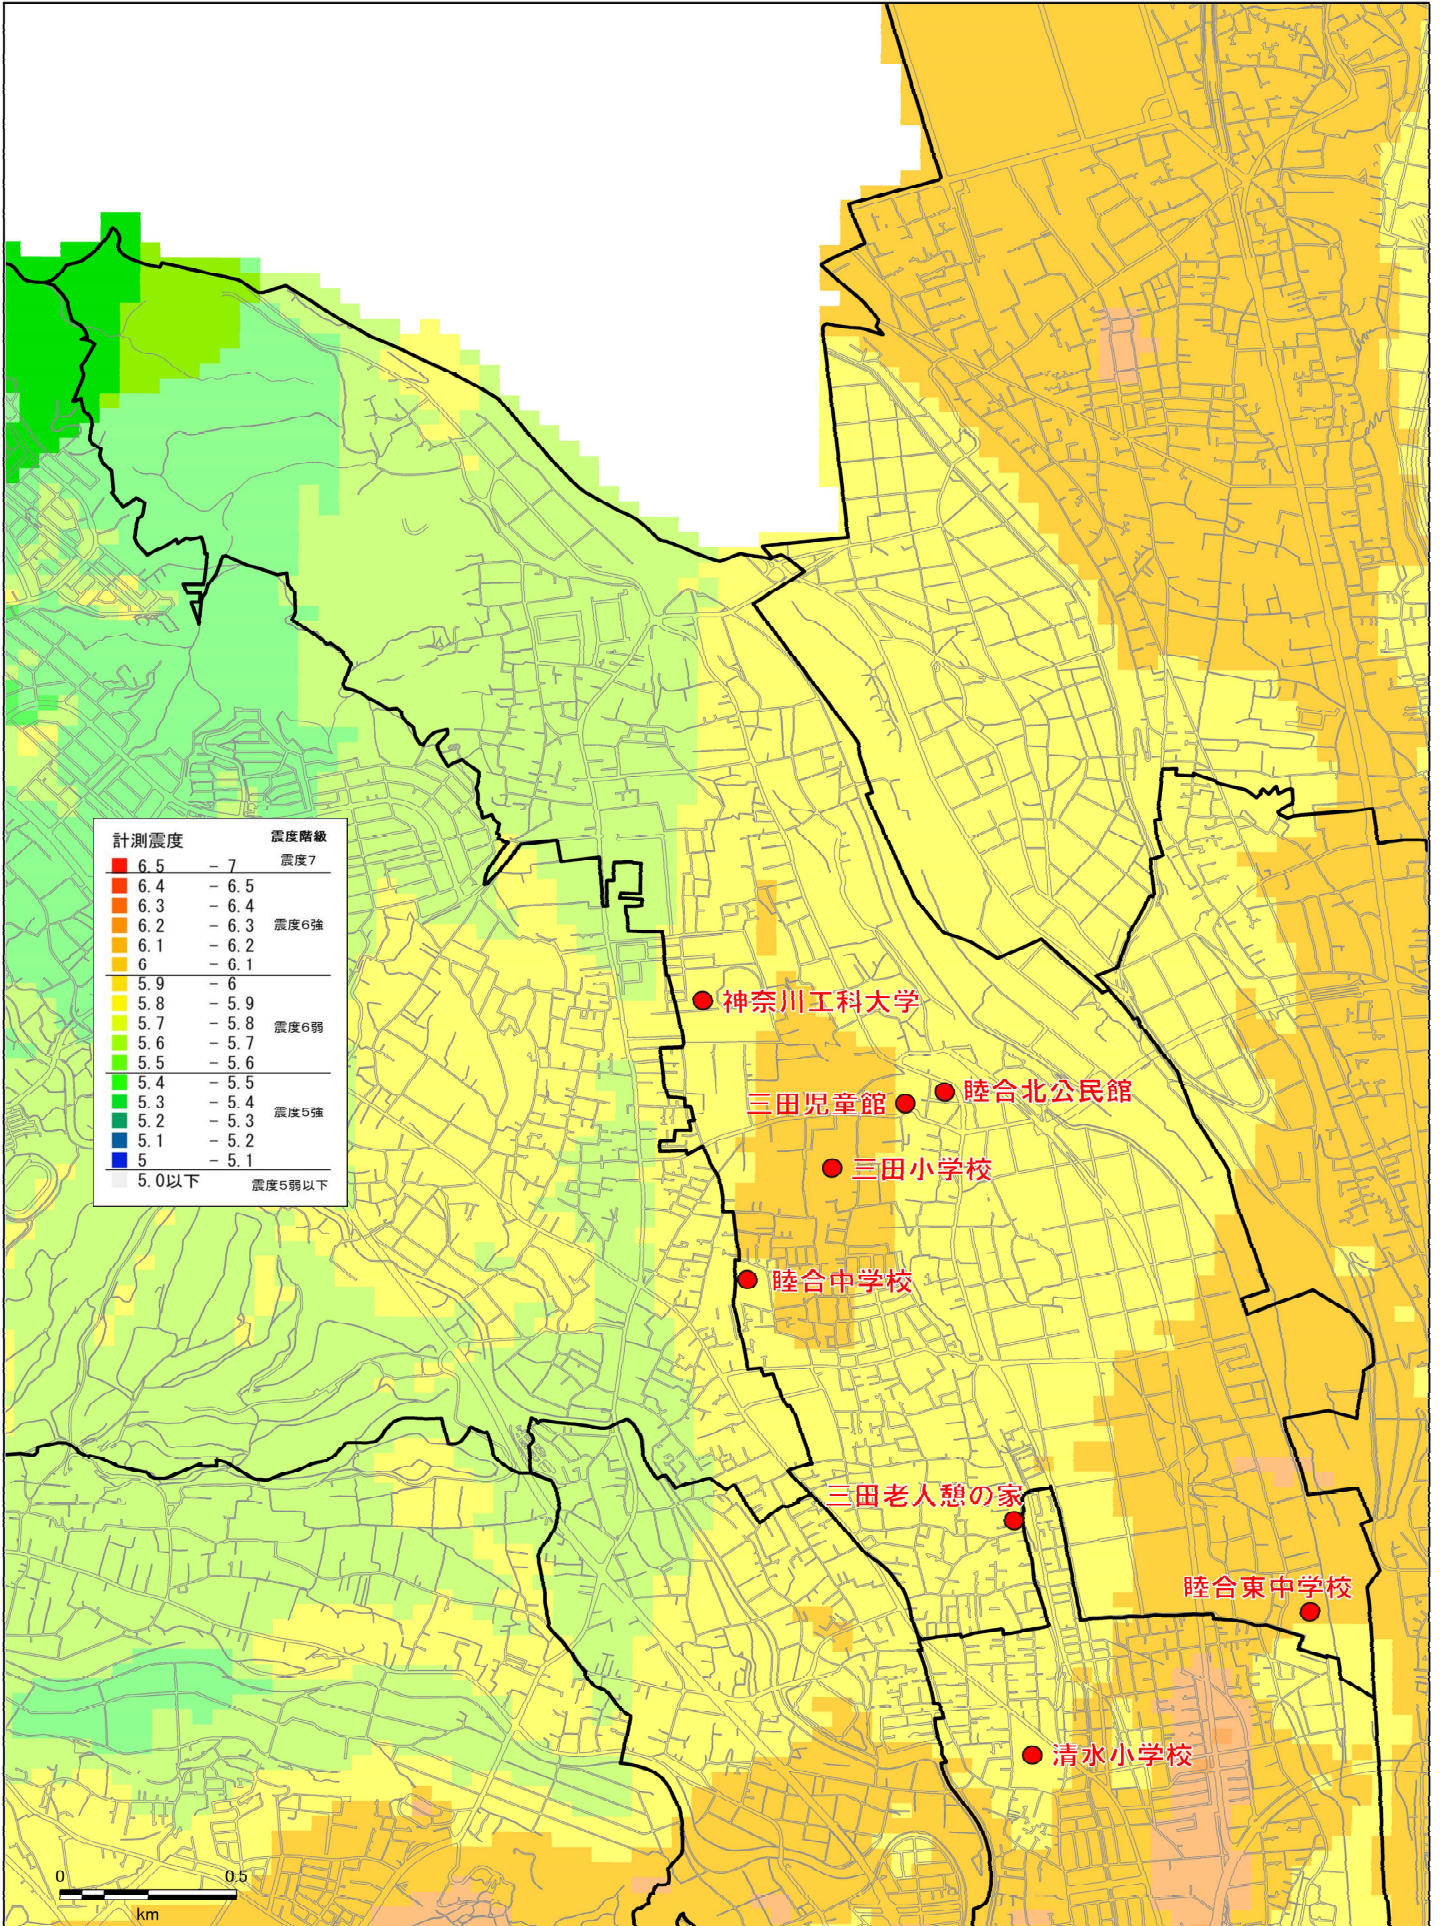 計測震度 震度階級
6.5 - 7 震度7
6.4 - 6.5
6.3 - 6.4
6.2 - 6.3 震度6強
6.1 - 6.2
6 - 6.1
5.9 - 6
5.8 - 5.9
5.7 - 5.8 震度6弱
5.6 - 5.7
5.5 - 5.6
5.4 - 5.5
5.3 - 5.4 震度5強
5.2 - 5.3
5.1 - 5.2
5 - 5.1
5.0以下 震度5弱以下
神奈川工科大学
睦合北公民館
三田児童館
三田小学校
睦合中学校
三田老人憩の家
睦合東中学校
清水小学校
0 0.5
km